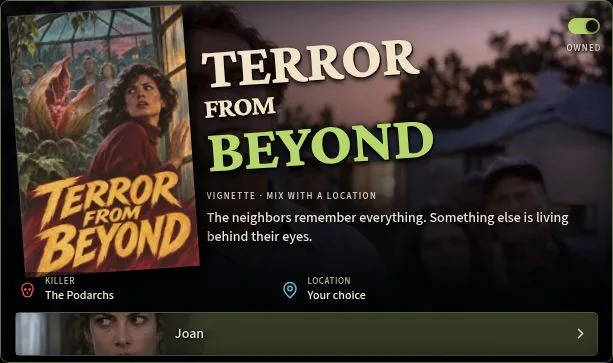 TERROR
FROM
BEYOND
OWNED
TERROR
FROM
BEYOND
VIGNETTE · MIX WITH A LOCATION
The neighbors remember everything. Something else is living
behind their eyes.
KILLER
The Podarchs
LOCATION
Your choice
Joan